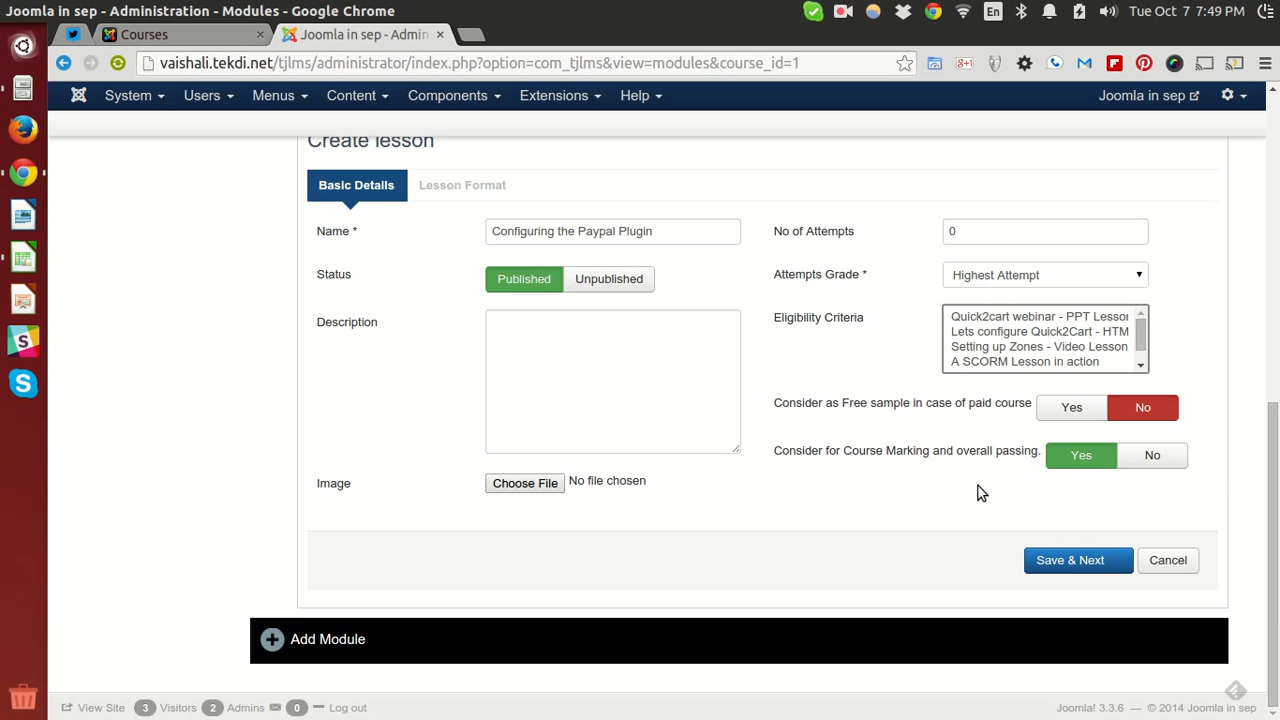 Joomla in sep - Administration - Modules - Google Chrome
En
Tue Oct 7 7:49 PM
Courses
Joomla in sep - Admin
vaishali.tekdi.net/tjlms/administrator/index.php?option=com_tjlms&view=modules&course_id=1
System
Users
Menus
Content
Components
Extensions
Help
Joomla in sep
Create lesson
Basic Details
Lesson Format
Name *
Configuring the Paypal Plugin
No of Attempts
0
Status
Published
Unpublished
Attempts Grade *
Highest Attempt
Description
Eligibility Criteria
Quick2cart webinar - PPT Lesson
Lets configure Quick2Cart - HTM
Setting up Zones - Video Lesson
A SCORM Lesson in action
Consider as Free sample in case of paid course
Yes
No
Consider for Course Marking and overall passing.
Yes
No
Image
Choose File
No file chosen
Save & Next
Cancel
Add Module
View Site
3
Visitors
2
Admins
0
Log out
Joomla! 3.3.6 — © 2014 Joomla in sep